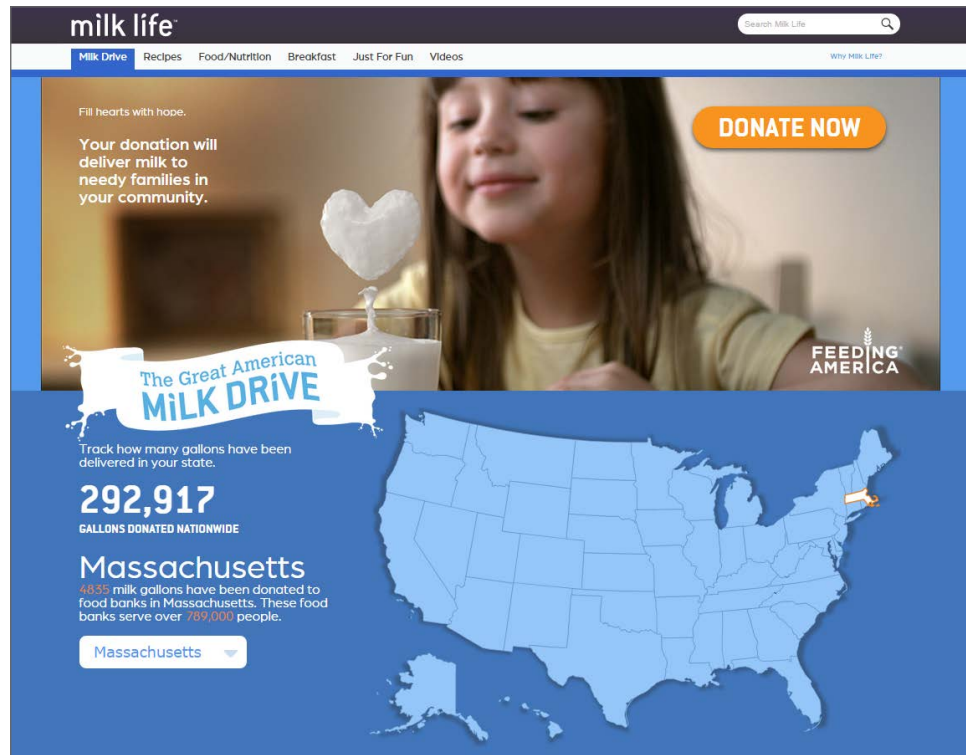 milk life
Search Milk Life
Milk Drive Recipes Food/Nutrition Breakfast Just For Fun Videos
Why Milk Life?
Fill hearts with hope.
Your donation will
deliver milk to
needy families in
your community.
DONATE NOW
FEEDING
AMERICA
The Great American
MiLK DRiVE
Track how many gallons have been
delivered in your state.
292,917
GALLONS DONATED NATIONWIDE
Massachusetts
4835 milk gallons have been donated to
food banks in Massachusetts. These food
banks serve over 789,000 people.
Massachusetts